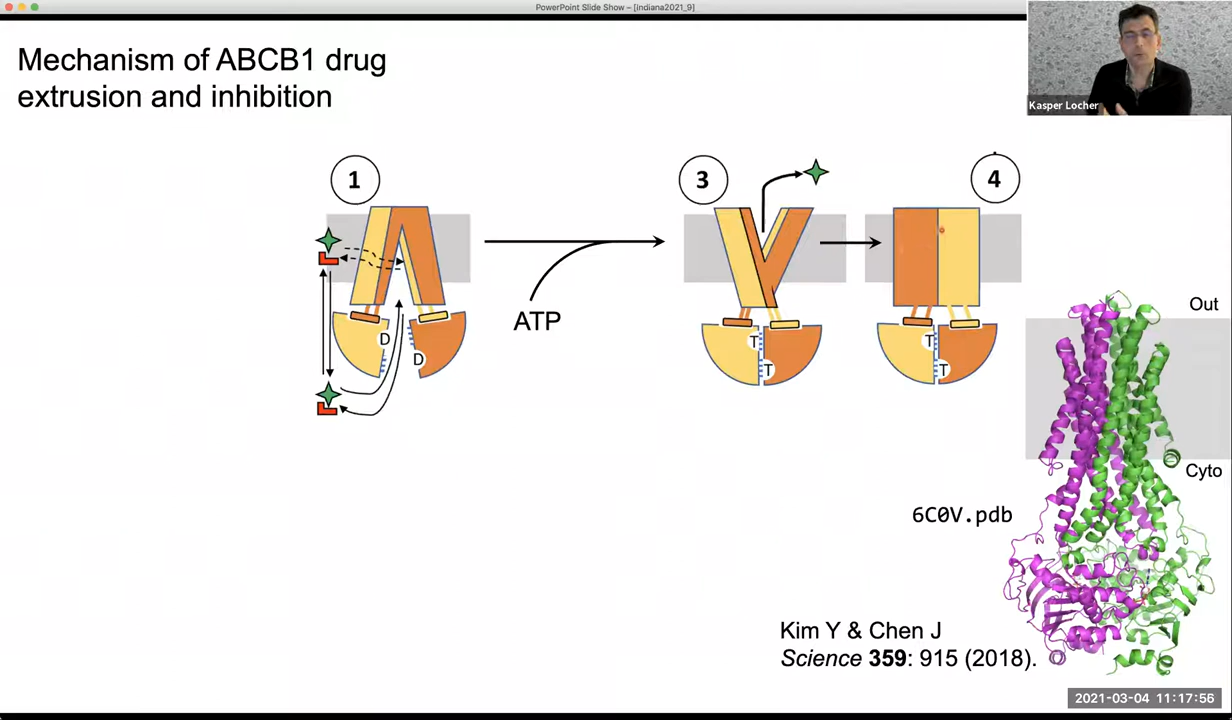 PowerPoint Slide Show – [indiana2021_9]
Mechanism of ABCB1 drug
extrusion and inhibition
Kasper Locher
1
3
4
ATP
D
D
T
T
T
T
Out
Cyto
6C0V.pdb
Kim Y & Chen J
Science 359: 915 (2018).
2021-03-04 11:17:56